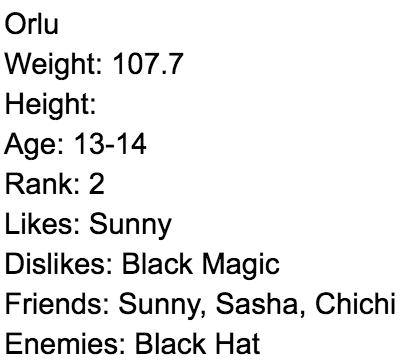 Orlu
Weight: 107.7
Height:
Age: 13-14
Rank: 2
Likes: Sunny
Dislikes: Black Magic
Friends: Sunny, Sasha, Chichi
Enemies: Black Hat